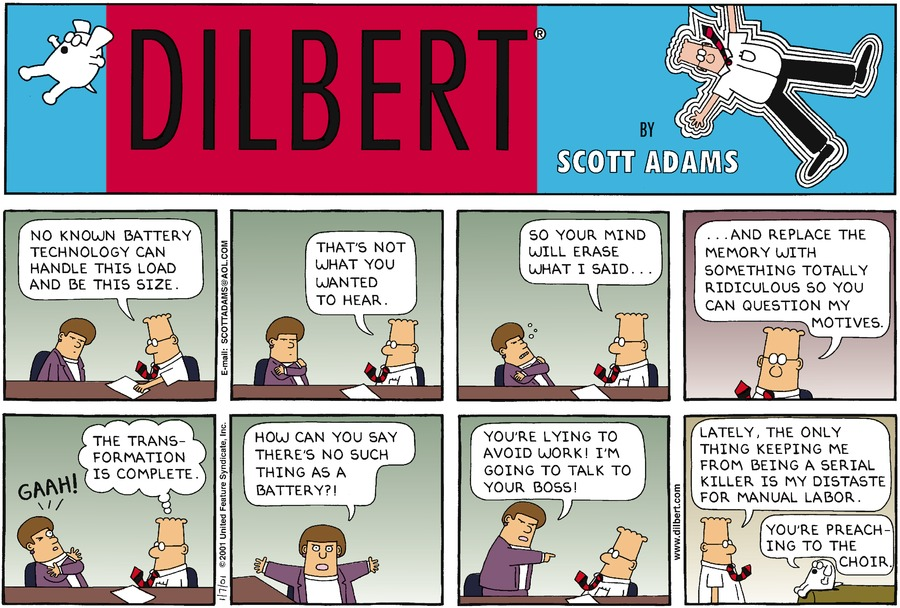 DILBERT®
BY
SCOTT ADAMS
NO KNOWN BATTERY
TECHNOLOGY CAN
HANDLE THIS LOAD
AND BE THIS SIZE.
E-mail: SCOTTADAMS@AOL.COM
THAT'S NOT
WHAT YOU
WANTED
TO HEAR.
SO YOUR MIND
WILL ERASE
WHAT I SAID...
...AND REPLACE THE
MEMORY WITH
SOMETHING TOTALLY
RIDICULOUS SO YOU
CAN QUESTION MY
MOTIVES.
GAAH!
THE TRANS-
FORMATION
IS COMPLETE.
1/7/01 © 2001 United Feature Syndicate, Inc.
HOW CAN YOU SAY
THERE'S NO SUCH
THING AS A
BATTERY?!
YOU'RE LYING TO
AVOID WORK! I'M
GOING TO TALK TO
YOUR BOSS!
www.dilbert.com
LATELY, THE ONLY
THING KEEPING ME
FROM BEING A SERIAL
KILLER IS MY DISTASTE
FOR MANUAL LABOR.
YOU'RE PREACH-
ING TO THE
CHOIR.